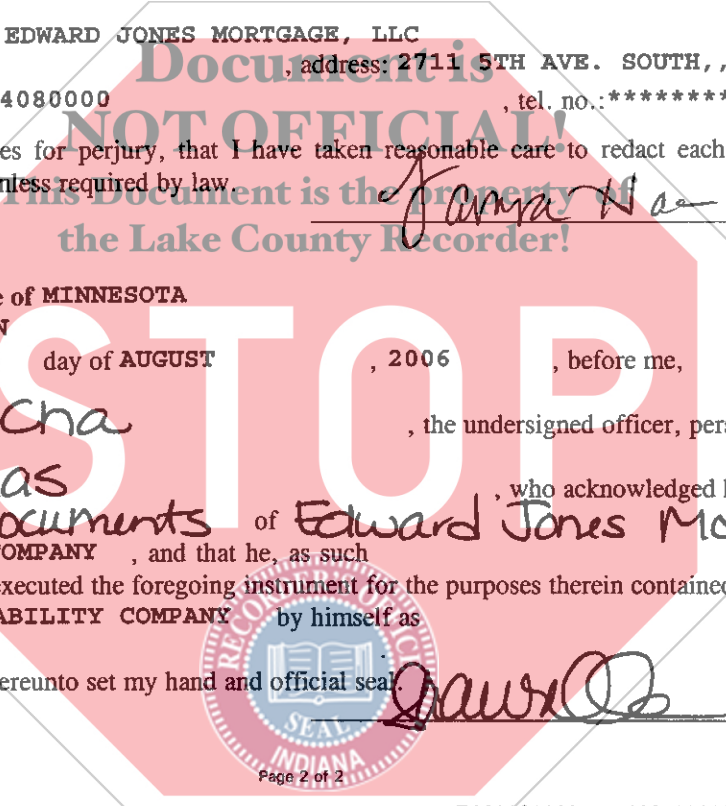 EDWARD JONES MORTGAGE, LLC
Document is
, address: 2711 5TH AVE. SOUTH,,
4080000 , tel. no.:********
NOT OFFICIAL!
es for perjury, that I have taken reasonable care to redact each
nless required by law.
This Document is the property of
Tanya
the Lake County Recorder!
e of MINNESOTA
N
day of AUGUST , 2006 , before me,
STOP
cha , the undersigned officer, pers
as , who acknowledged h
ocuments of Edward Jones Mo
OMPANY , and that he, as such
executed the foregoing instrument for the purposes therein contained
ABILITY COMPANY by himself as
RECORDER'S OFFICE
ereunto set my hand and official seal.
SEAL
INDIANA
Page 2 of 2